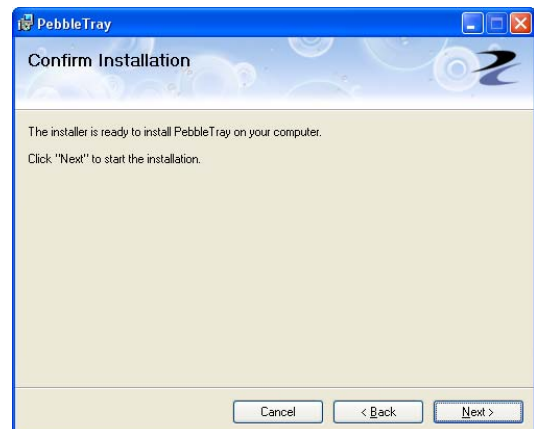 PebbleTray
Confirm Installation
The installer is ready to install PebbleTray on your computer.
Click "Next" to start the installation.
Cancel
< Back
Next >